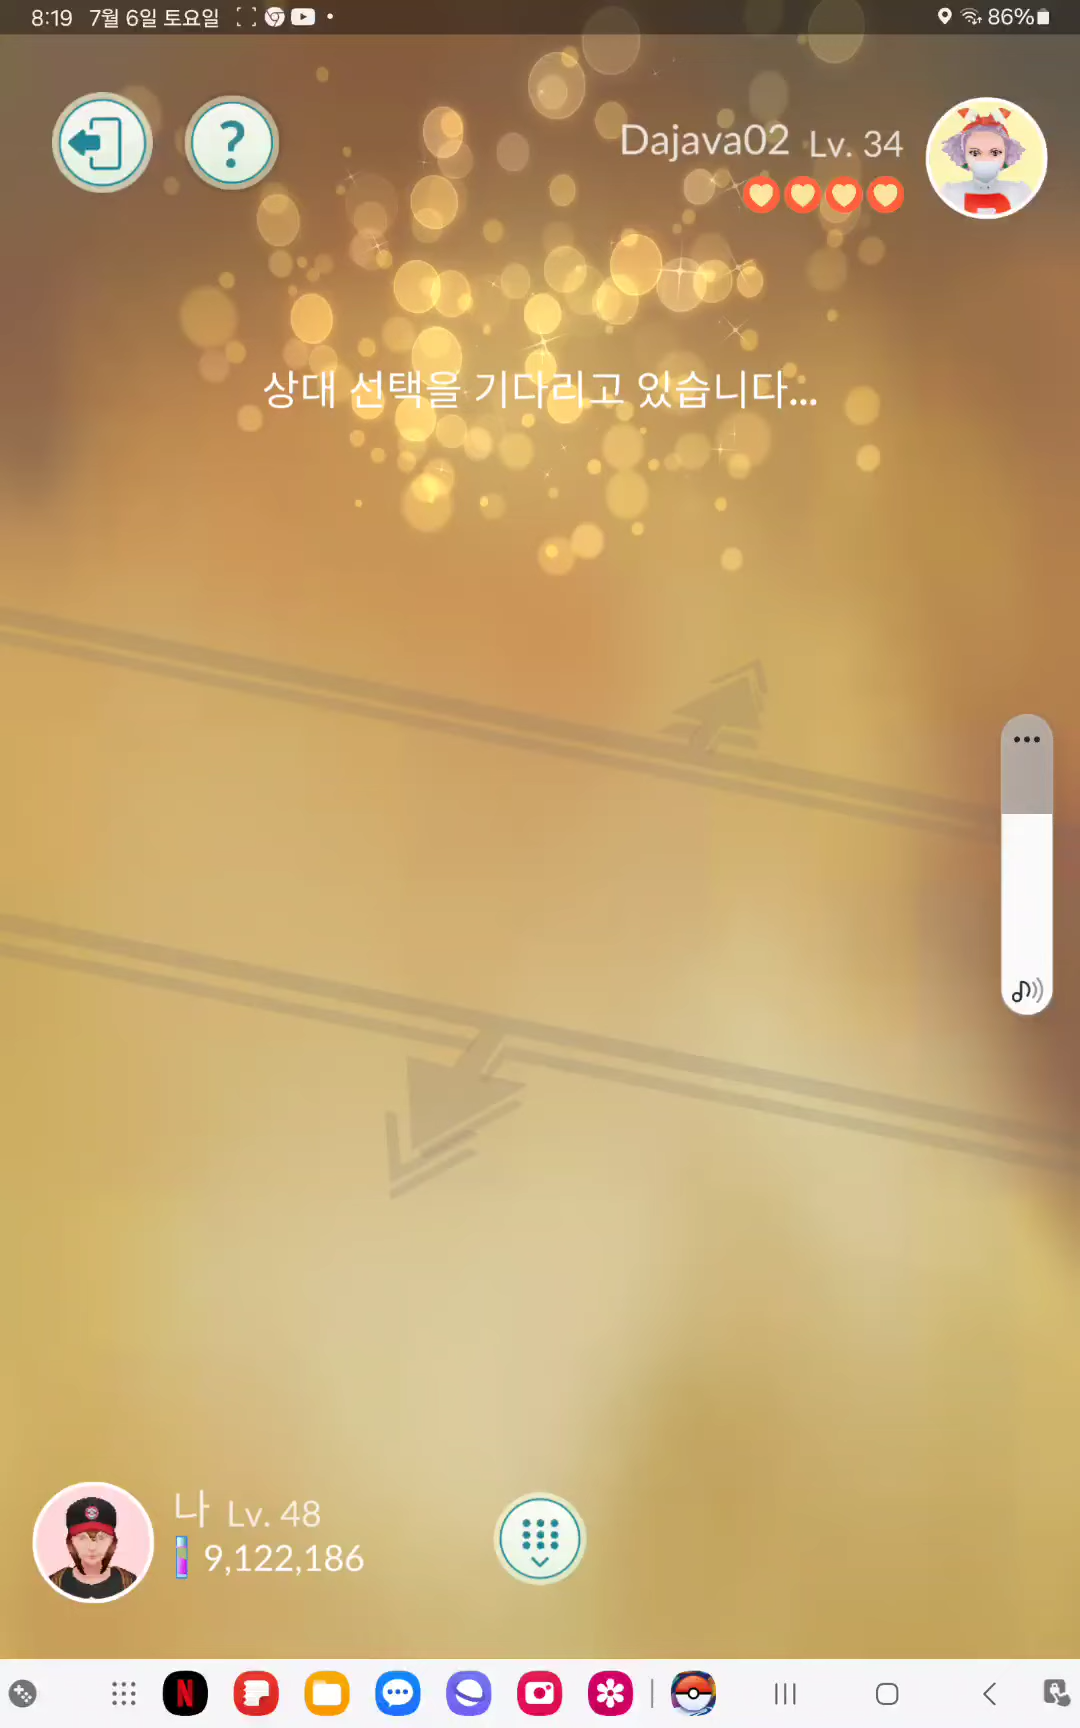 8:19 7월 6일 토요일
86%
?
Dajava02 Lv. 34
상대 선택을 기다리고 있습니다...
나 Lv. 48
9,122,186
N